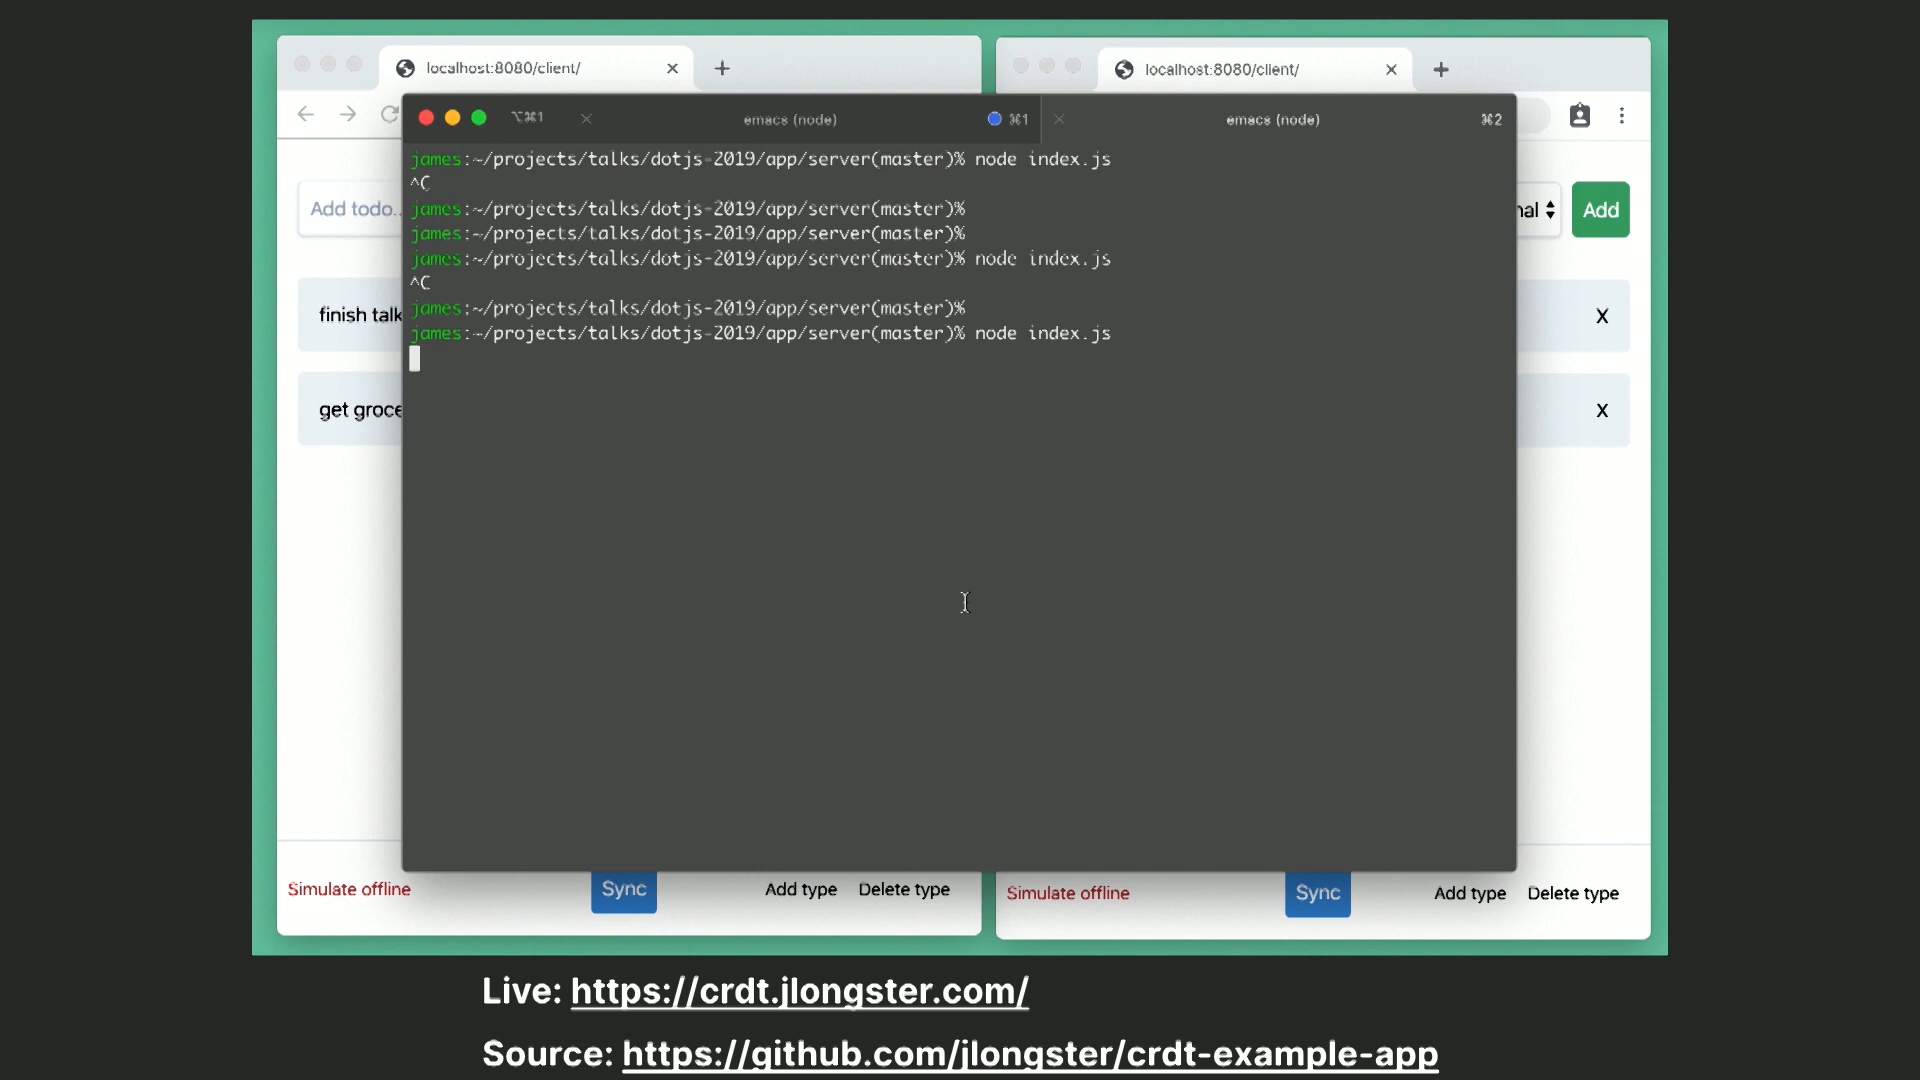 localhost:8080/client/
localhost:8080/client/
⌥⌘1
emacs (node)
⌘1
emacs (node)
⌘2
james:~/projects/talks/dotjs-2019/app/server(master)% node index.js
^C
james:~/projects/talks/dotjs-2019/app/server(master)%
james:~/projects/talks/dotjs-2019/app/server(master)%
james:~/projects/talks/dotjs-2019/app/server(master)% node index.js
^C
james:~/projects/talks/dotjs-2019/app/server(master)%
james:~/projects/talks/dotjs-2019/app/server(master)% node index.js
Add todo..
nal
Add
finish talk
X
get groce
X
Simulate offline
Sync
Add type
Delete type
Simulate offline
Sync
Add type
Delete type
Live: https://crdt.jlongster.com/
Source: https://github.com/jlongster/crdt-example-app